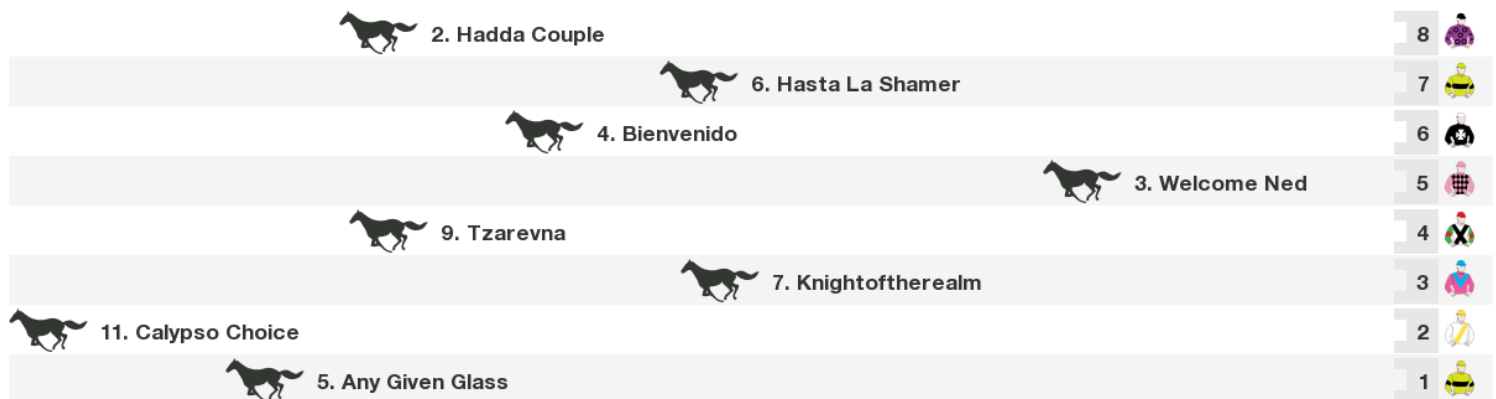 2. Hadda Couple 8
6. Hasta La Shamer 7
4. Bienvenido 6
3. Welcome Ned 5
9. Tzarevna 4
7. Knightoftherealm 3
11. Calypso Choice 2
5. Any Given Glass 1